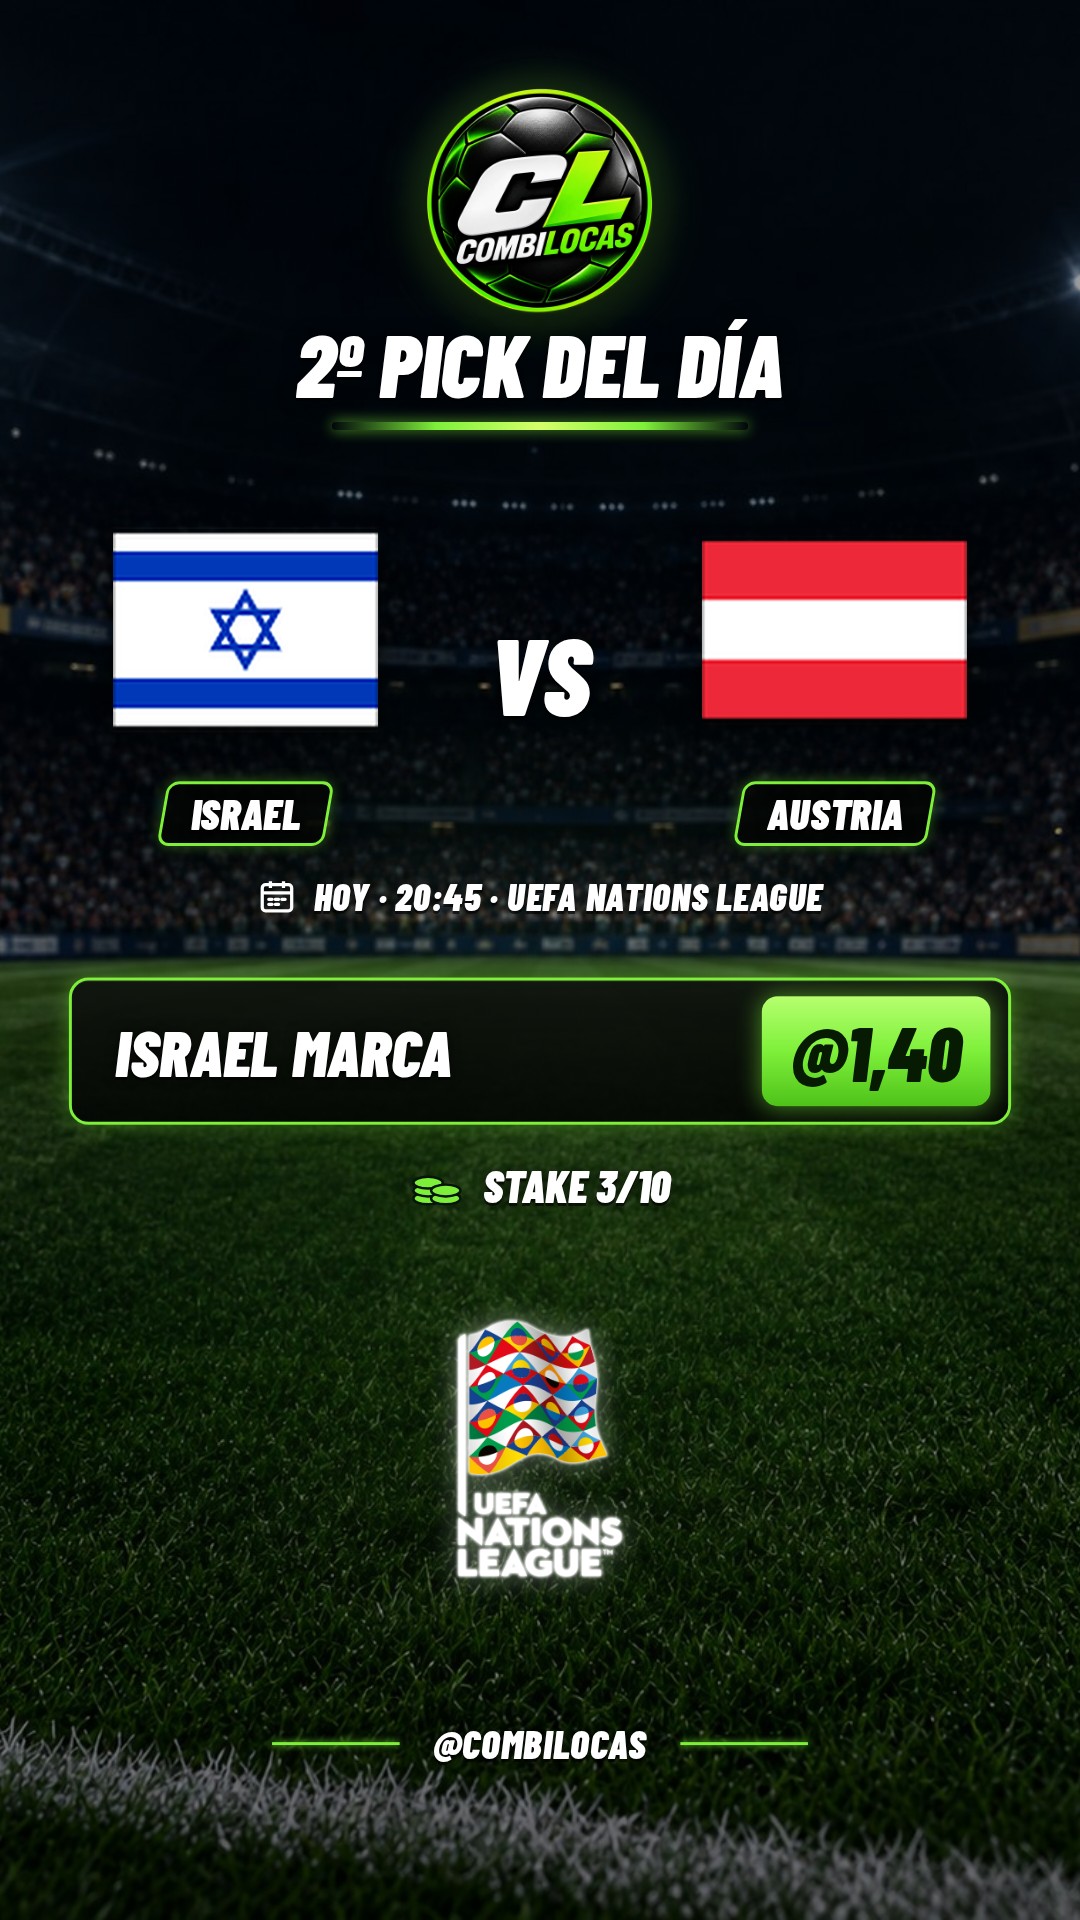 CL
COMBILOCAS
2º PICK DEL DÍA
VS
ISRAEL
AUSTRIA
HOY · 20:45 · UEFA NATIONS LEAGUE
ISRAEL MARCA
@1,40
STAKE 3/10
UEFA
NATIONS
LEAGUE™
@COMBILOCAS